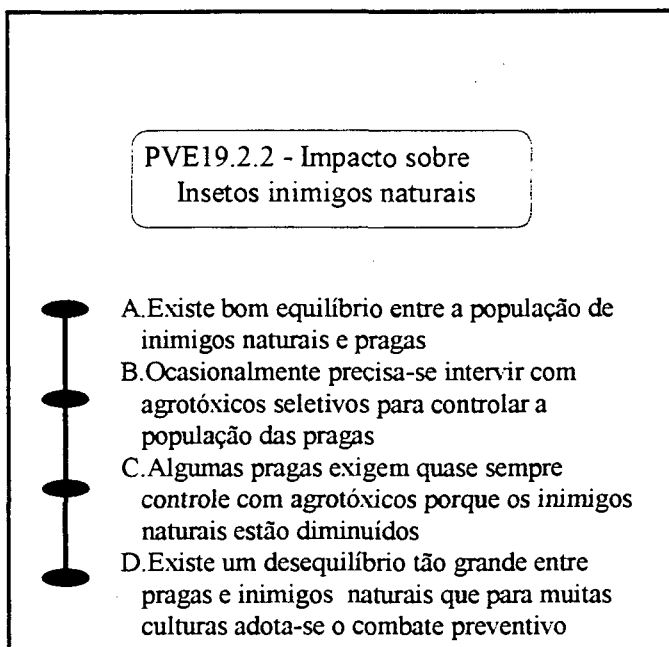 PVE19.2.2 - Impacto sobre
Insetos inimigos naturais
A.Existe bom equilíbrio entre a população de
inimigos naturais e pragas
B.Ocasionalmente precisa-se intervir com
agrotóxicos seletivos para controlar a
população das pragas
C.Algumas pragas exigem quase sempre
controle com agrotóxicos porque os inimigos
naturais estão diminuídos
D.Existe um desequilíbrio tão grande entre
pragas e inimigos naturais que para muitas
culturas adota-se o combate preventivo